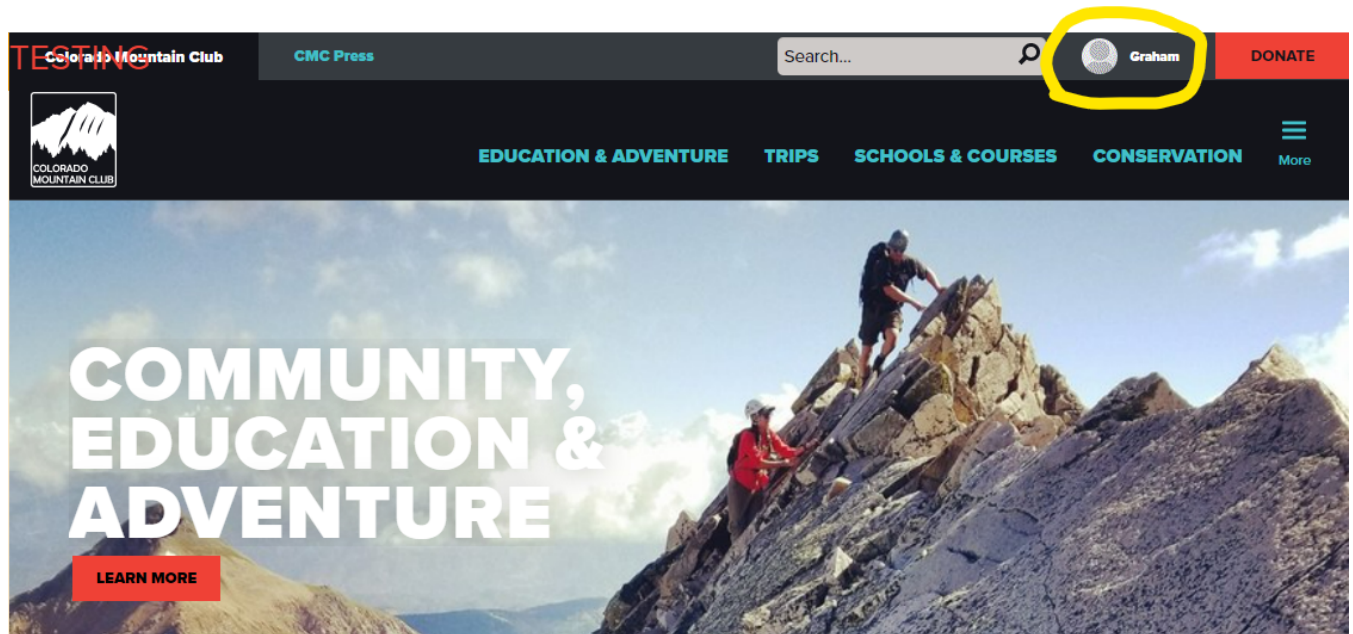 TESTING
Colorado Mountain Club
CMC Press
Search...
Graham
DONATE
COLORADO
MOUNTAIN CLUB
EDUCATION & ADVENTURE
TRIPS
SCHOOLS & COURSES
CONSERVATION
More
COMMUNITY,
EDUCATION &
ADVENTURE
LEARN MORE